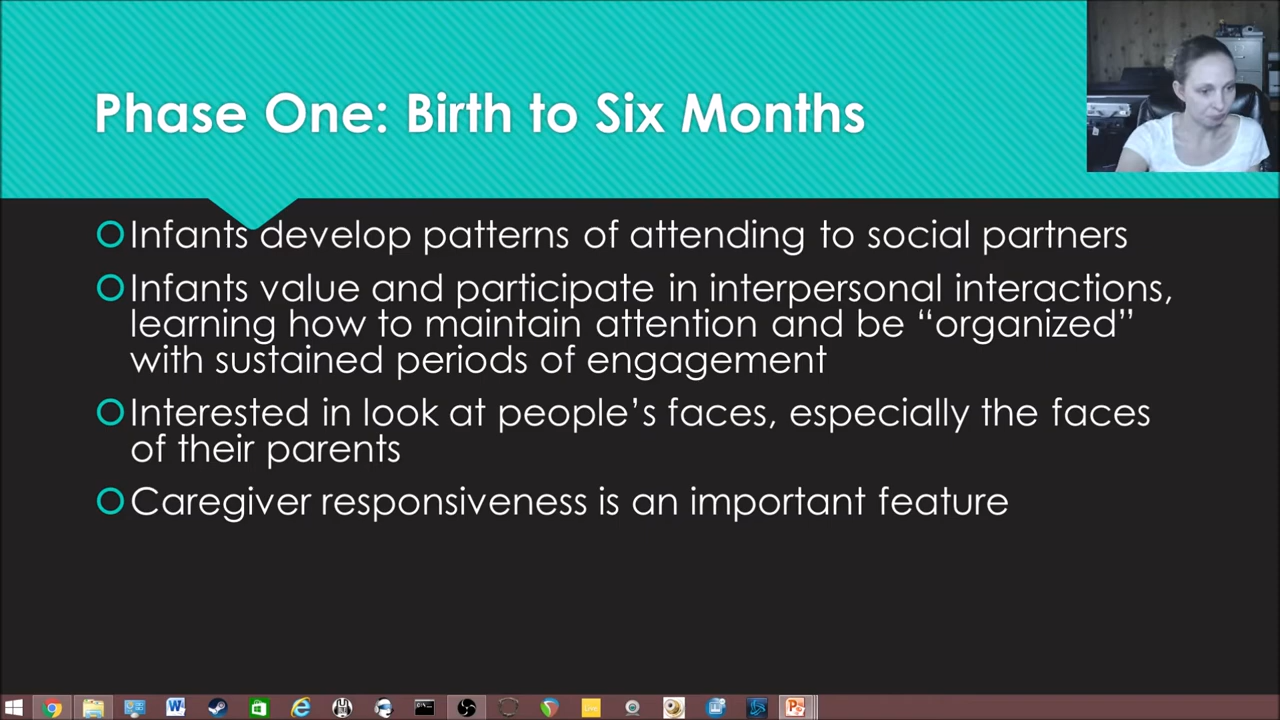 Phase One: Birth to Six Months
Infants develop patterns of attending to social partners
Infants value and participate in interpersonal interactions,
learning how to maintain attention and be “organized”
with sustained periods of engagement
Interested in look at people’s faces, especially the faces
of their parents
Caregiver responsiveness is an important feature